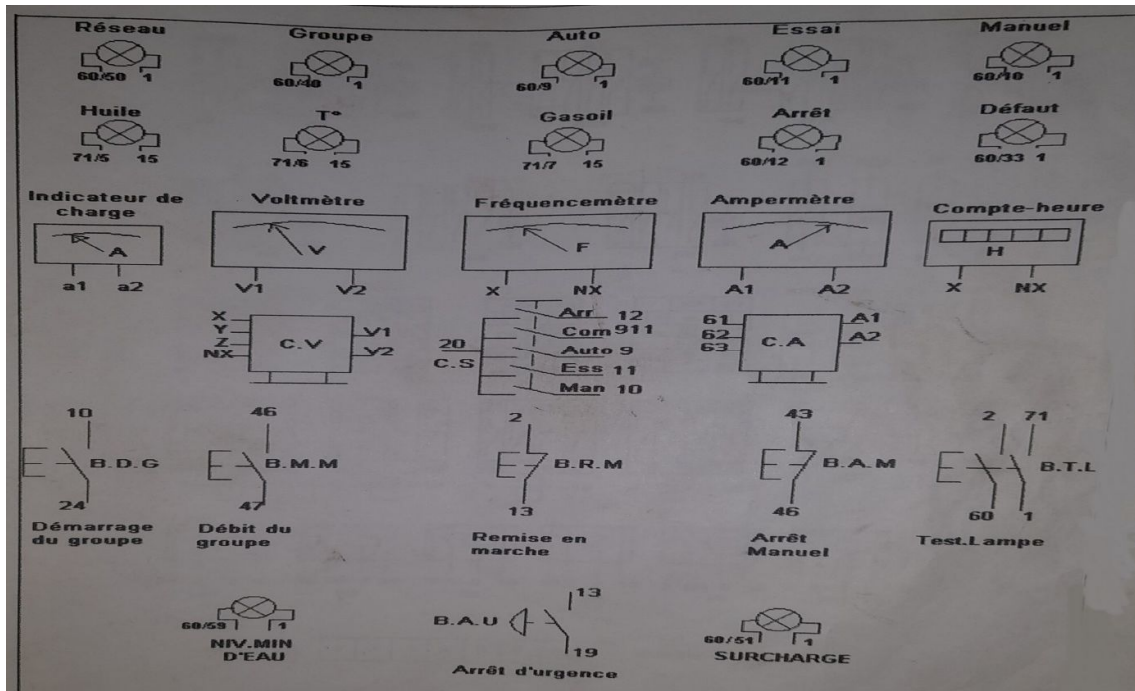 Réseau Groupe Auto Essai Manuel
60/50 1 60/40 1 60/9 1 60/11 1 60/10 1
Huile T° Gasoil Arrêt Défaut
71/5 15 71/6 15 71/7 15 60/12 1 60/33 1
Indicateur de charge Voltmètre Fréquencemètre Ampermètre Compte-heure
A V F A H
a1 a2 V1 V2 X NX A1 A2 X NX
X Y Z NX C.V V1 V2
20 C.S
Arr 12
Com 911
Auto 9
Ess 11
Man 10
61 62 63 C.A A1 A2
10 46 2 43 2 71
B.D.G B.M.M B.R.M B.A.M B.T.L
24 47 13 46 60 1
Démarrage du groupe
Débit du groupe
Remise en marche
Arrêt Manuel
Test.Lampe
60/59 1
NIV.MIN
D'EAU
13
B.A.U
19
Arrêt d'urgence
60/51 1
SURCHARGE